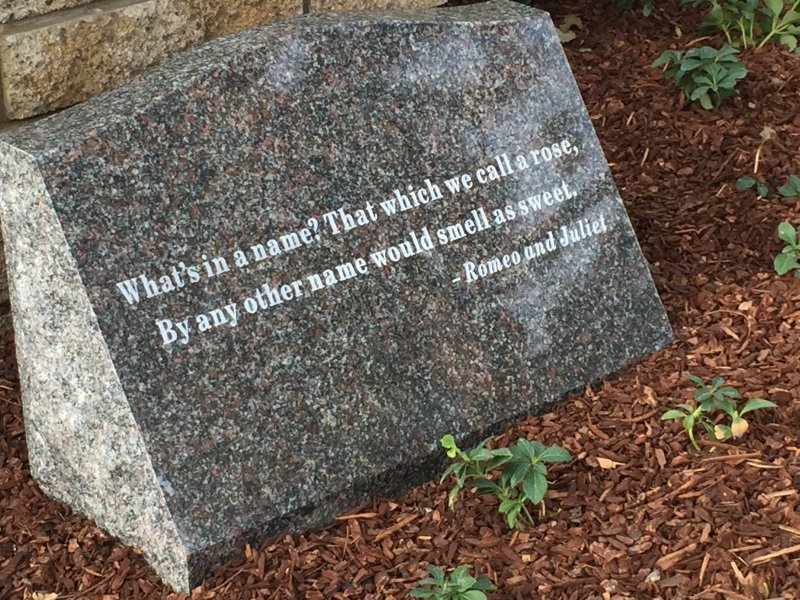 What's in a name? That which we call a rose,
By any other name would smell as sweet.
- Romeo and Juliet